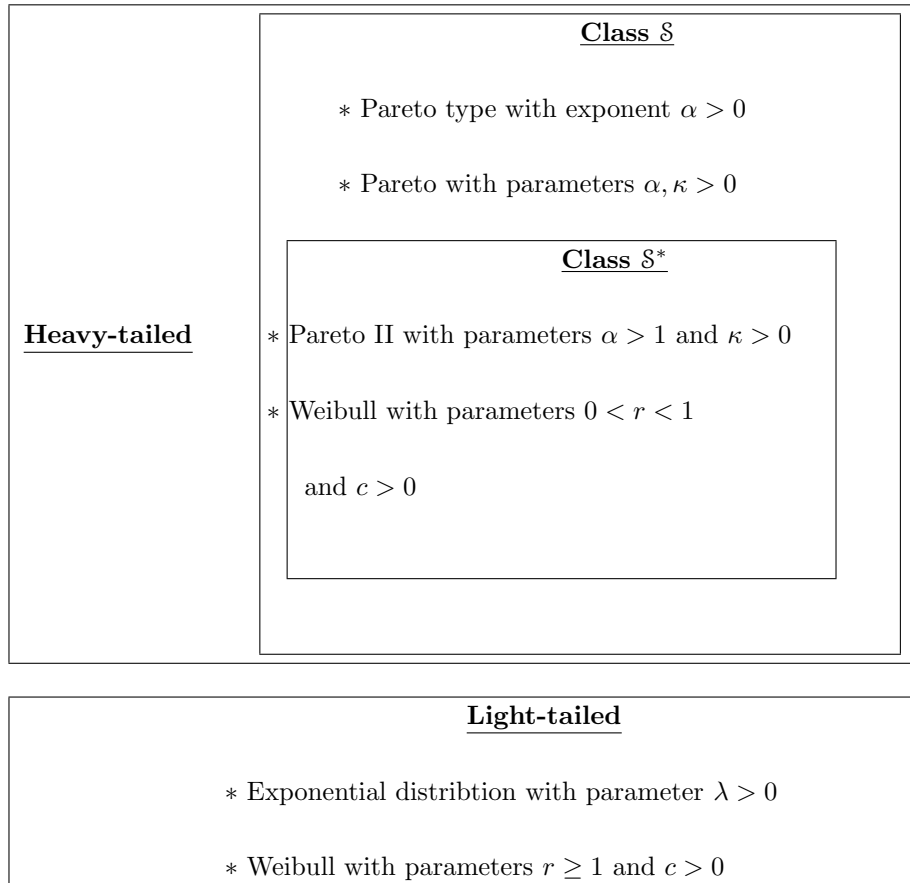 Class 𝒮
∗ Pareto type with exponent α > 0
∗ Pareto with parameters α, κ > 0
Class 𝒮*
Heavy-tailed
∗ Pareto II with parameters α > 1 and κ > 0
∗ Weibull with parameters 0 < r < 1
and c > 0
Light-tailed
∗ Exponential distribtion with parameter λ > 0
∗ Weibull with parameters r ≥ 1 and c > 0